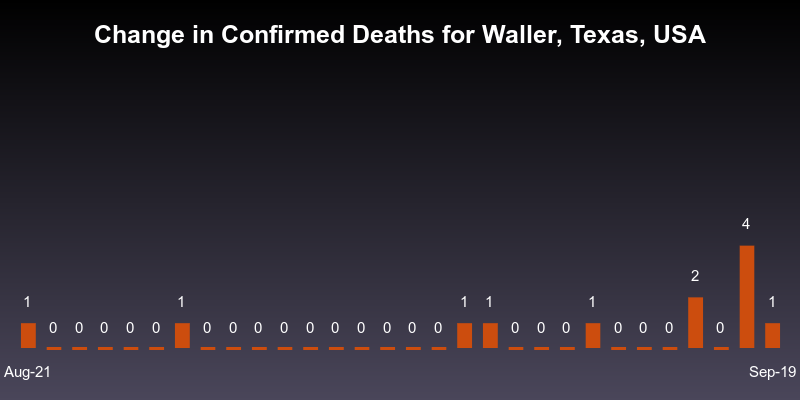 Change in Confirmed Deaths for Waller, Texas, USA
4
2
1 1 1 1 1 1
0 0 0 0 0 0 0 0 0 0 0 0 0 0 0 0 0 0 0 0 0 0
Aug-21 Sep-19